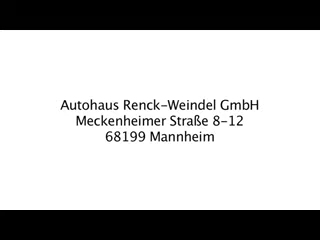 Autohaus Renck-Weindel GmbH
Meckenheimer Straße 8-12
68199 Mannheim